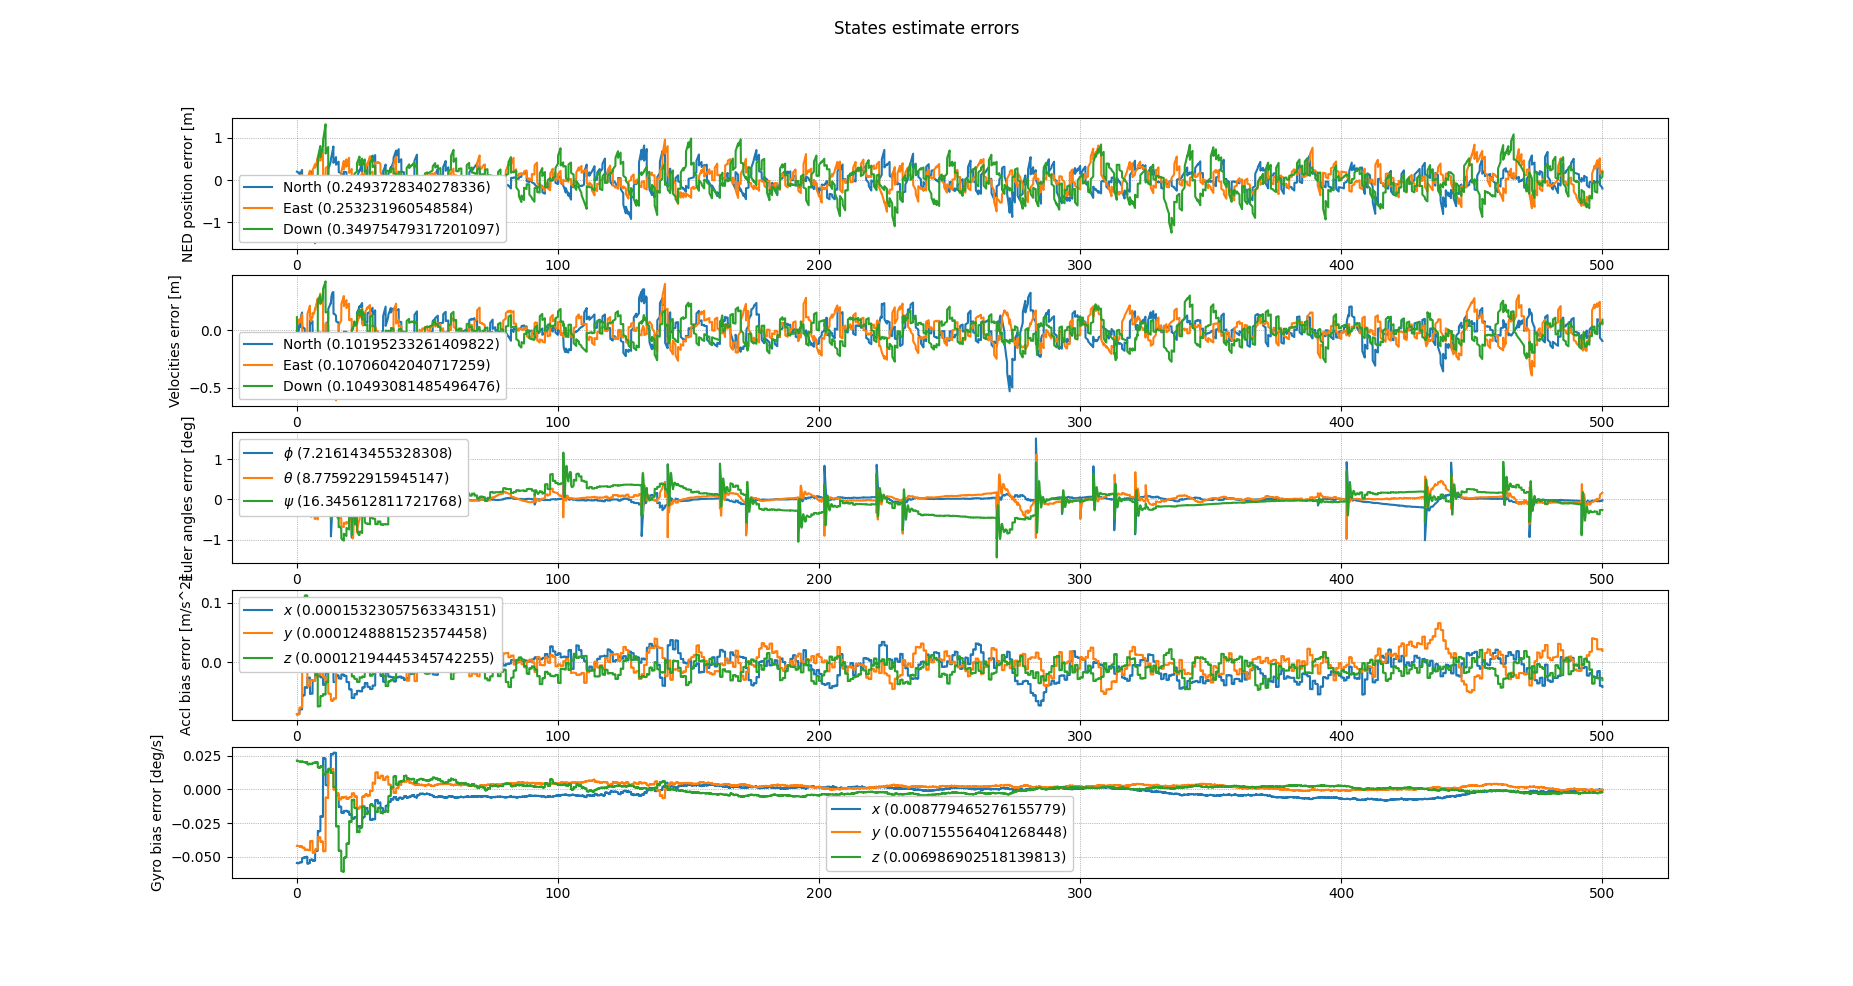 States estimate errors
NED position error [m]
1
0
−1
North (0.2493728340278336)
East (0.253231960548584)
Down (0.34975479317201097)
0 100 200 300 400 500
Velocities error [m]
0.0
−0.5
North (0.10195233261409822)
East (0.10706042040717259)
Down (0.10493081485496476)
0 100 200 300 400 500
Euler angles error [deg]
1
0
−1
ϕ (7.216143455328308)
θ (8.775922915945147)
ψ (16.345612811721768)
0 100 200 300 400 500
Accl bias error [m/s^2]
0.1
0.0
x (0.00015323057563343151)
y (0.0001248881523574458)
z (0.00012194445345742255)
0 100 200 300 400 500
Gyro bias error [deg/s]
0.025
0.000
−0.025
−0.050
x (0.008779465276155779)
y (0.007155564041268448)
z (0.006986902518139813)
0 100 200 300 400 500